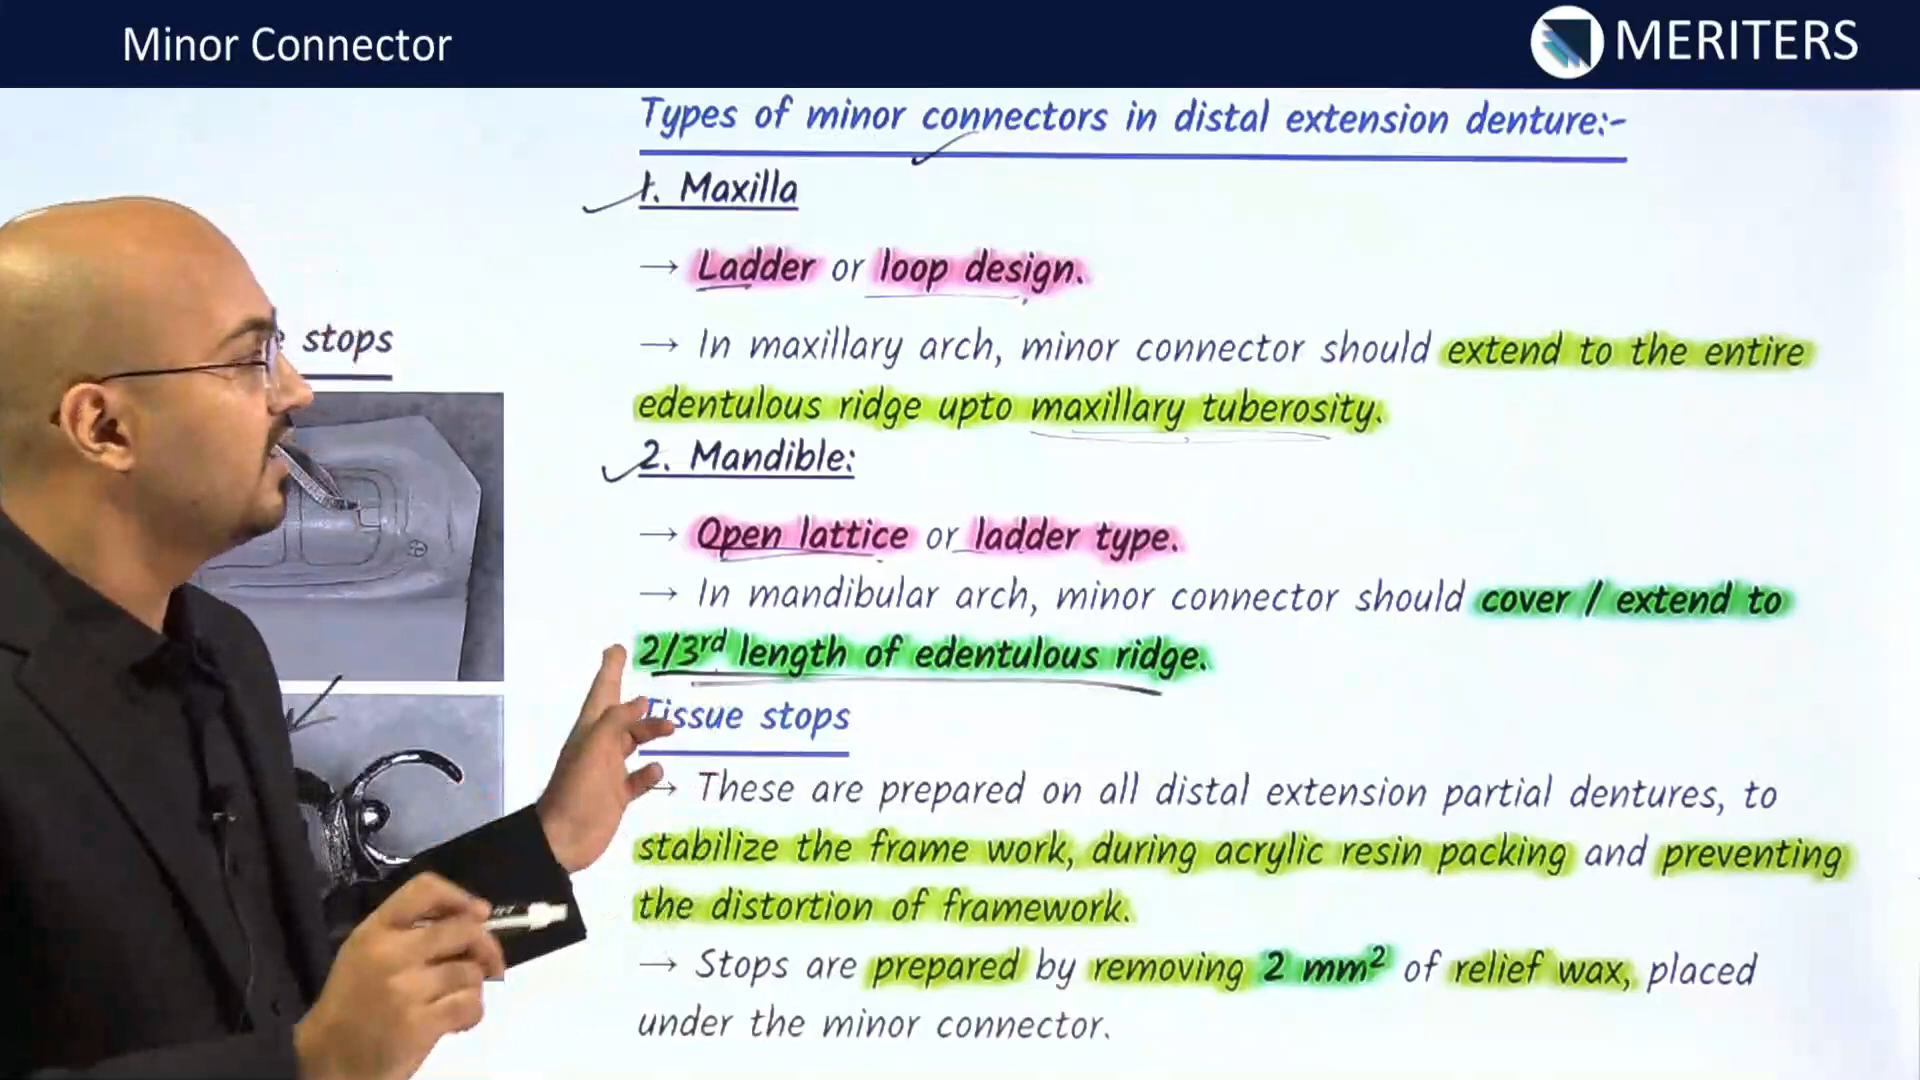 Minor Connector
MERITERS
Types of minor connectors in distal extension denture:-
1. Maxilla
→ Ladder or loop design.
→ In maxillary arch, minor connector should extend to the entire
edentulous ridge upto maxillary tuberosity.
2. Mandible:
→ Open lattice or ladder type.
→ In mandibular arch, minor connector should cover / extend to
2/3rd length of edentulous ridge.
Tissue stops
→ These are prepared on all distal extension partial dentures, to
stabilize the frame work, during acrylic resin packing and preventing
the distortion of framework.
→ Stops are prepared by removing 2 mm² of relief wax, placed
under the minor connector.
stops